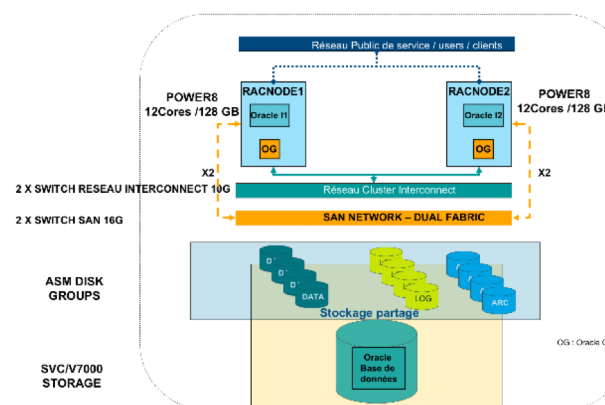 Réseau Public de service / users / clients
RACNODE1
RACNODE2
POWER8
12Cores /128 GB
POWER8
12Cores /128 G
Oracle I1
Oracle I2
OG
OG
X2
X2
2 X SWITCH RESEAU INTERCONNECT 10G
Réseau Cluster Interconnect
2 X SWITCH SAN 16G
SAN NETWORK – DUAL FABRIC
ASM DISK
GROUPS
DATA
LOG
ARC
Stockage partagé
OG : Oracle
SVC/V7000
STORAGE
Oracle
Base de
données